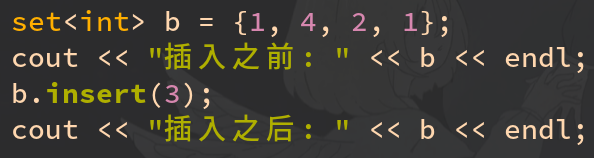 set<int> b = {1, 4, 2, 1};
cout << "插入之前：" << b << endl;
b.insert(3);
cout << "插入之后：" << b << endl;